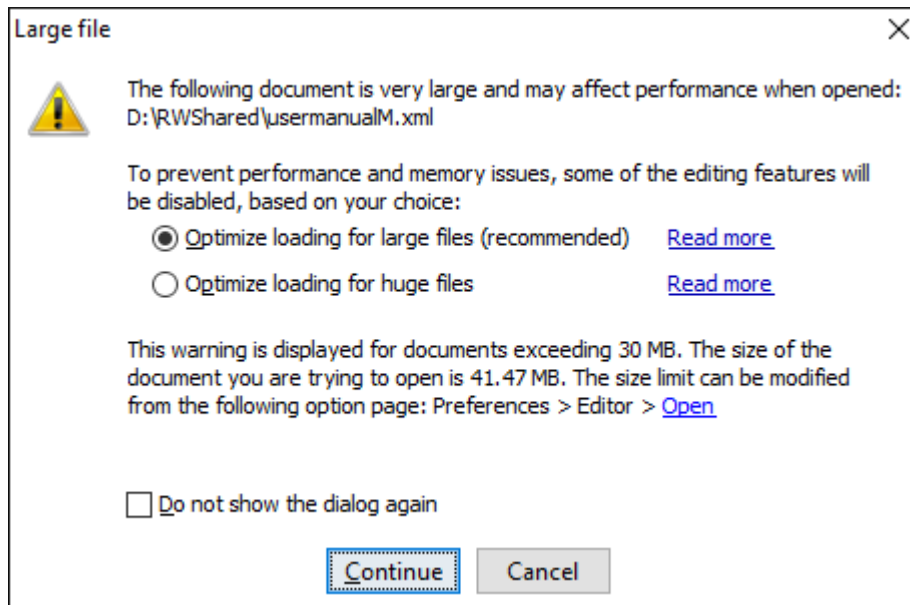 Large file
The following document is very large and may affect performance when opened:
D:\RWShared\usermanualM.xml
To prevent performance and memory issues, some of the editing features will
be disabled, based on your choice:
Optimize loading for large files (recommended) Read more
Optimize loading for huge files Read more
This warning is displayed for documents exceeding 30 MB. The size of the
document you are trying to open is 41.47 MB. The size limit can be modified
from the following option page: Preferences > Editor > Open
Do not show the dialog again
Continue Cancel